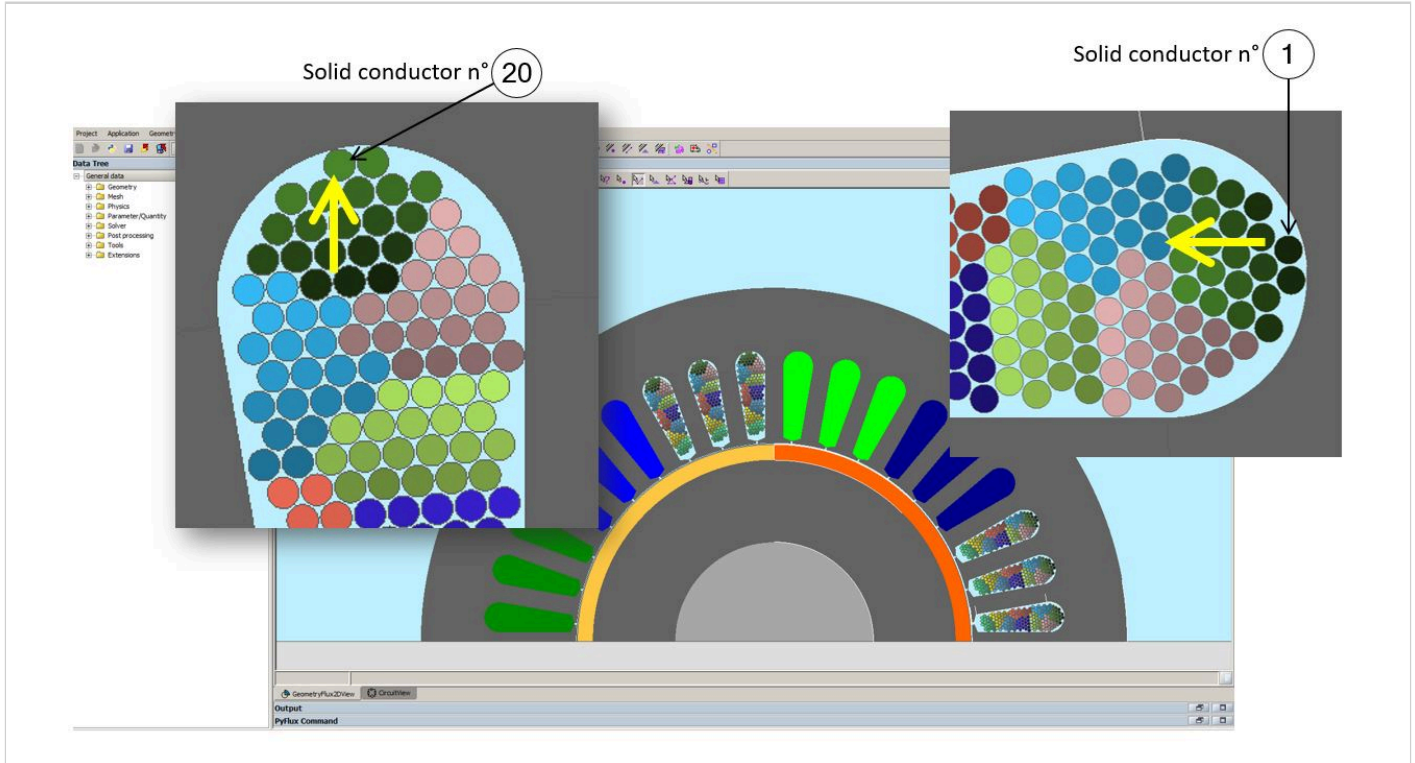 Solid conductor n° 20
Solid conductor n° 1
Project Application Geometry
Data Tree
General data
Geometry
Mesh
Physics
Parameter/Quantity
Solver
Post processing
Tools
Extensions
GeometryFlux2DView CircuitView
Output
PyFlux Command